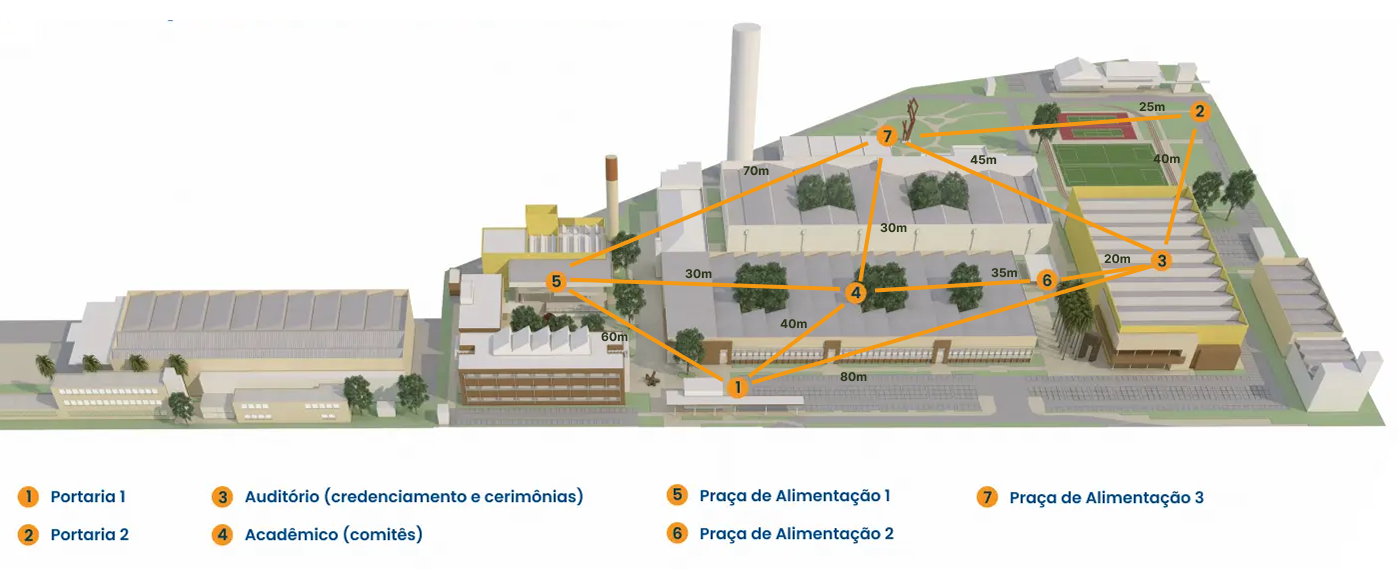 25m
2
7
45m
40m
70m
30m
20m
3
30m
35m
5
6
4
40m
60m
80m
1
1 Portaria 1
3 Auditório (credenciamento e cerimônias)
5 Praça de Alimentação 1
7 Praça de Alimentação 3
2 Portaria 2
4 Acadêmico (comitês)
6 Praça de Alimentação 2